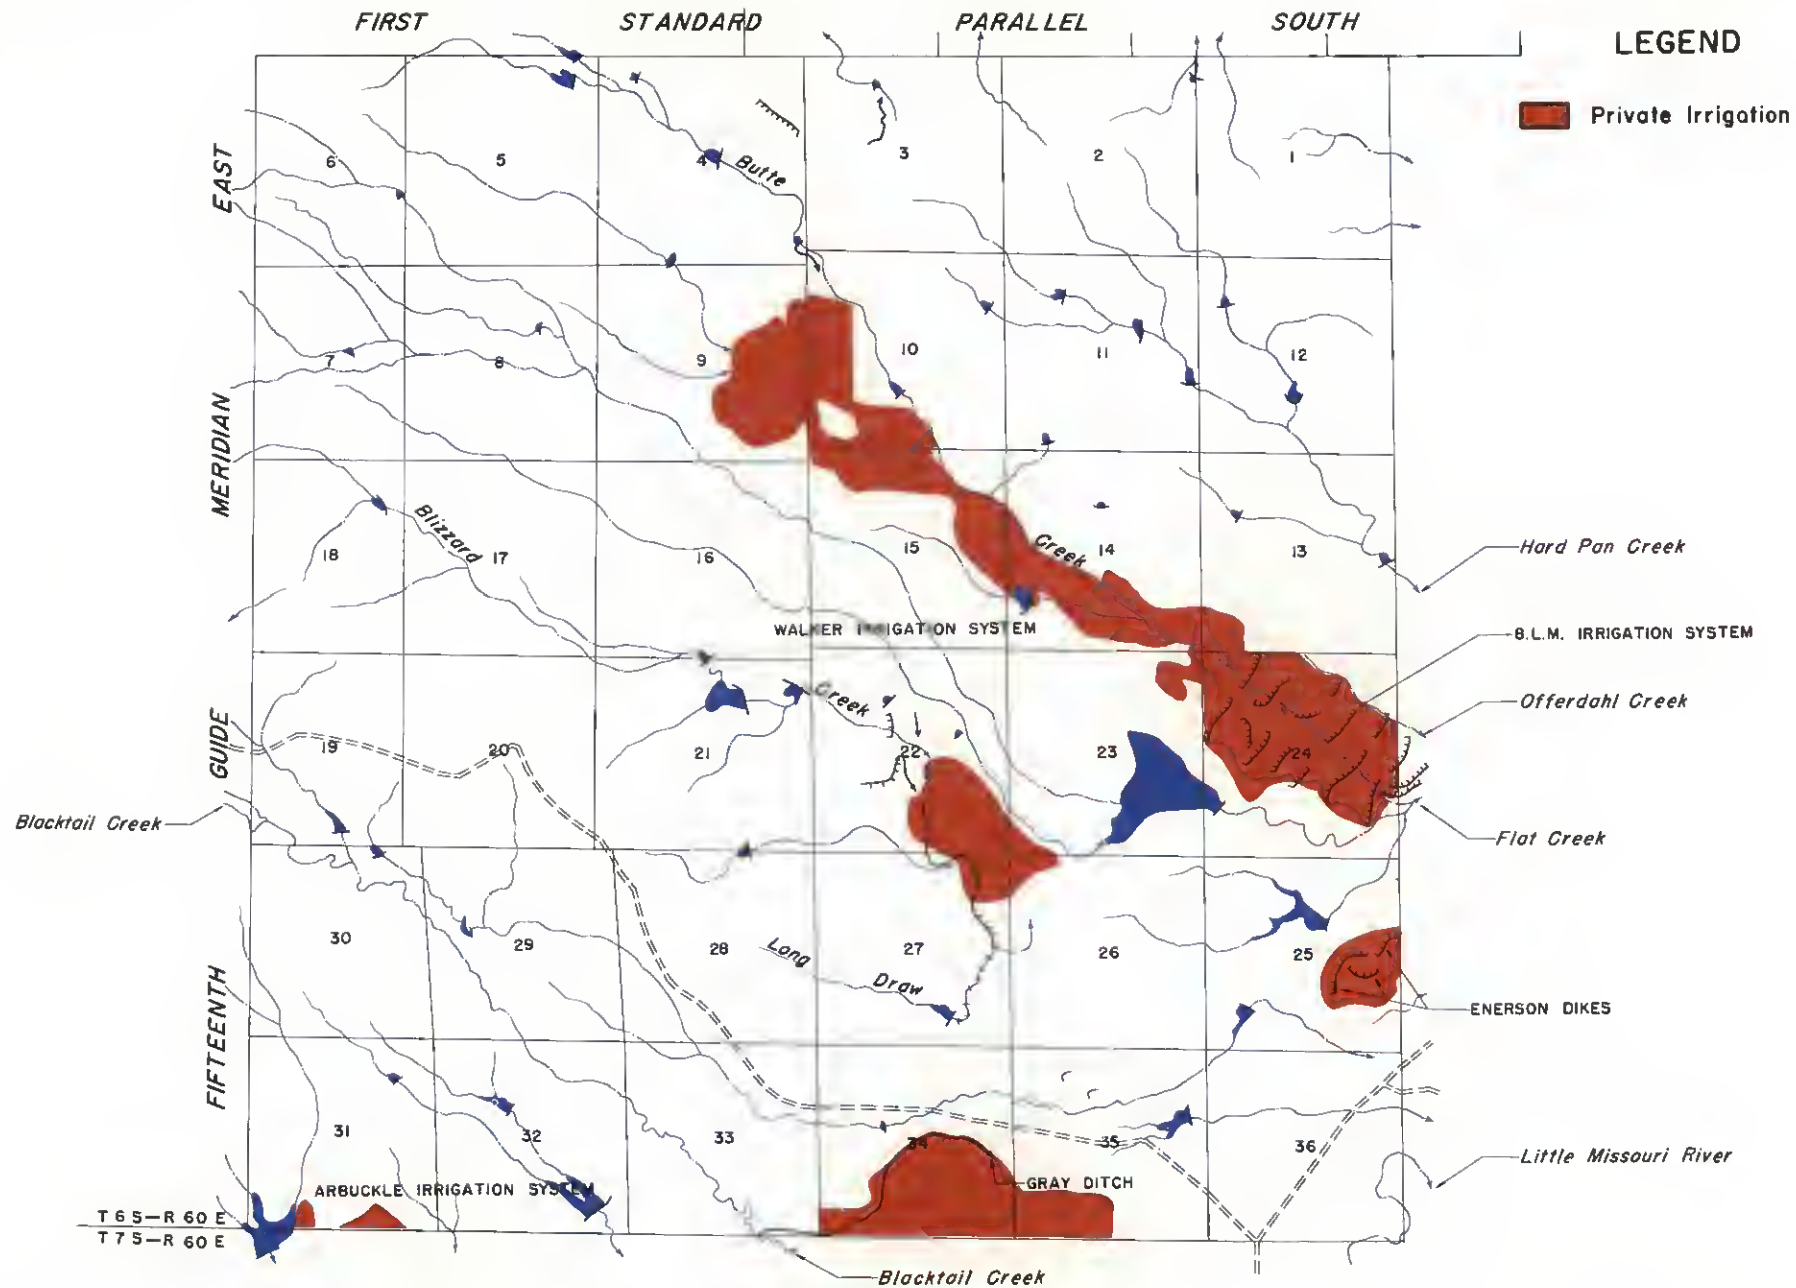 FIRST STANDARD PARALLEL SOUTH
LEGEND
Private Irrigation
EAST
MERIDIAN
GUIDE
FIFTEENTH
6 5 4 3 2 1
Butte
7 8 9 10 11 12
18 17 16 15 14 13
Blizzard
Creek
Hard Pan Creek
WALKER IRRIGATION SYSTEM
B.L.M. IRRIGATION SYSTEM
Creek
Offerdahl Creek
19 20 21 22 23 24
Blacktail Creek
Flat Creek
30 29 28 27 26 25
Long
Draw
ENERSON DIKES
31 32 33 34 35 36
Little Missouri River
GRAY DITCH
ARBUCKLE IRRIGATION SYSTEM
T6S-R 60 E
T7S-R 60 E
Blacktail Creek